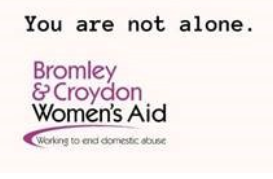 You are not alone.
Bromley
& Croydon
Women's Aid
Working to end domestic abuse